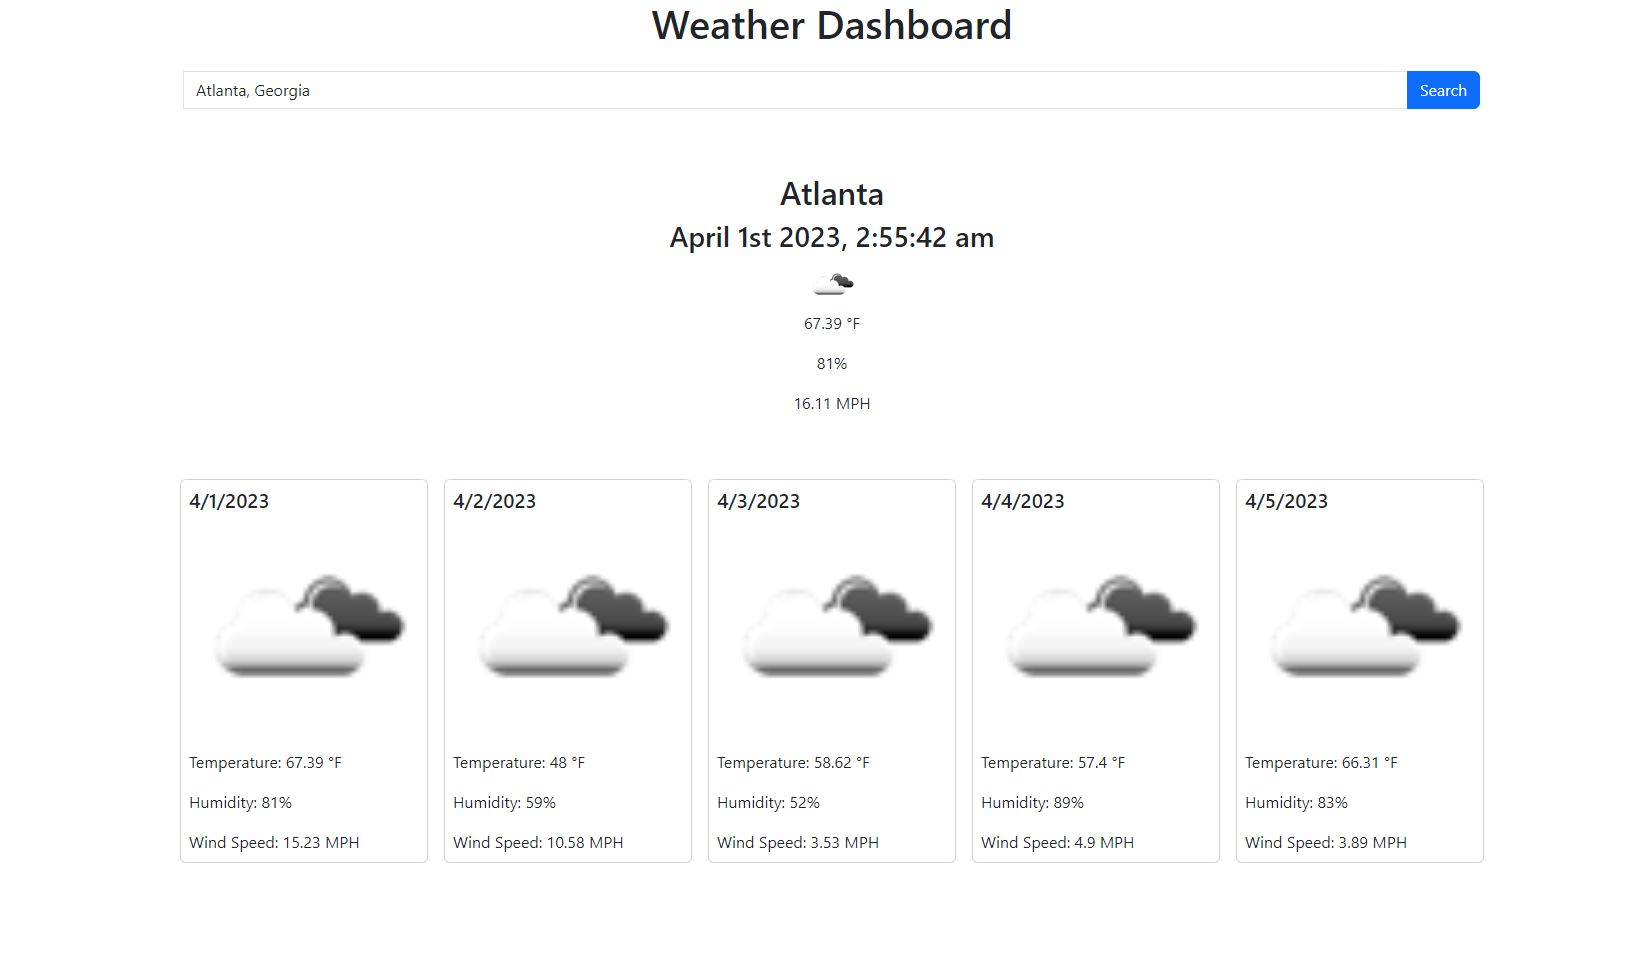 Weather Dashboard
Atlanta, Georgia
Search
Atlanta
April 1st 2023, 2:55:42 am
67.39 °F
81%
16.11 MPH
4/1/2023
Temperature: 67.39 °F
Humidity: 81%
Wind Speed: 15.23 MPH
4/2/2023
Temperature: 48 °F
Humidity: 59%
Wind Speed: 10.58 MPH
4/3/2023
Temperature: 58.62 °F
Humidity: 52%
Wind Speed: 3.53 MPH
4/4/2023
Temperature: 57.4 °F
Humidity: 89%
Wind Speed: 4.9 MPH
4/5/2023
Temperature: 66.31 °F
Humidity: 83%
Wind Speed: 3.89 MPH